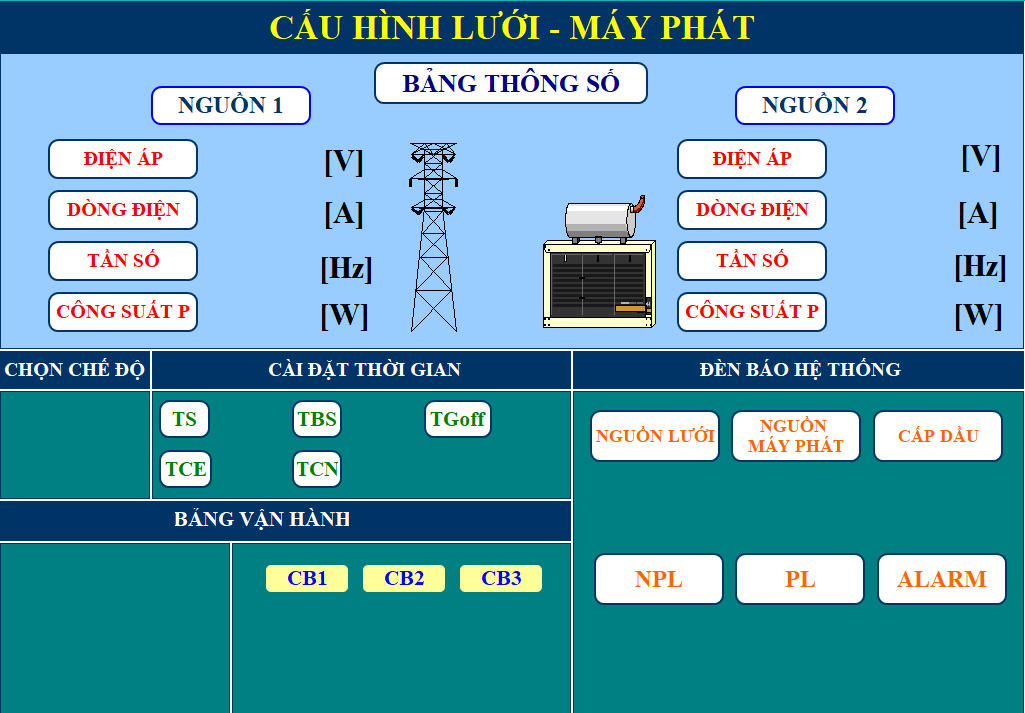 CẤU HÌNH LƯỚI - MÁY PHÁT
BẢNG THÔNG SỐ
NGUỒN 1
NGUỒN 2
ĐIỆN ÁP [V]
DÒNG ĐIỆN [A]
TẦN SỐ [Hz]
CÔNG SUẤT P [W]
ĐIỆN ÁP [V]
DÒNG ĐIỆN [A]
TẦN SỐ [Hz]
CÔNG SUẤT P [W]
CHỌN CHẾ ĐỘ
CÀI ĐẶT THỜI GIAN
TS TBS TGoff
TCE TCN
BẢNG VẬN HÀNH
CB1 CB2 CB3
ĐÈN BÁO HỆ THỐNG
NGUỒN LƯỚI
NGUỒN
MÁY PHÁT
CẤP DẦU
NPL PL ALARM